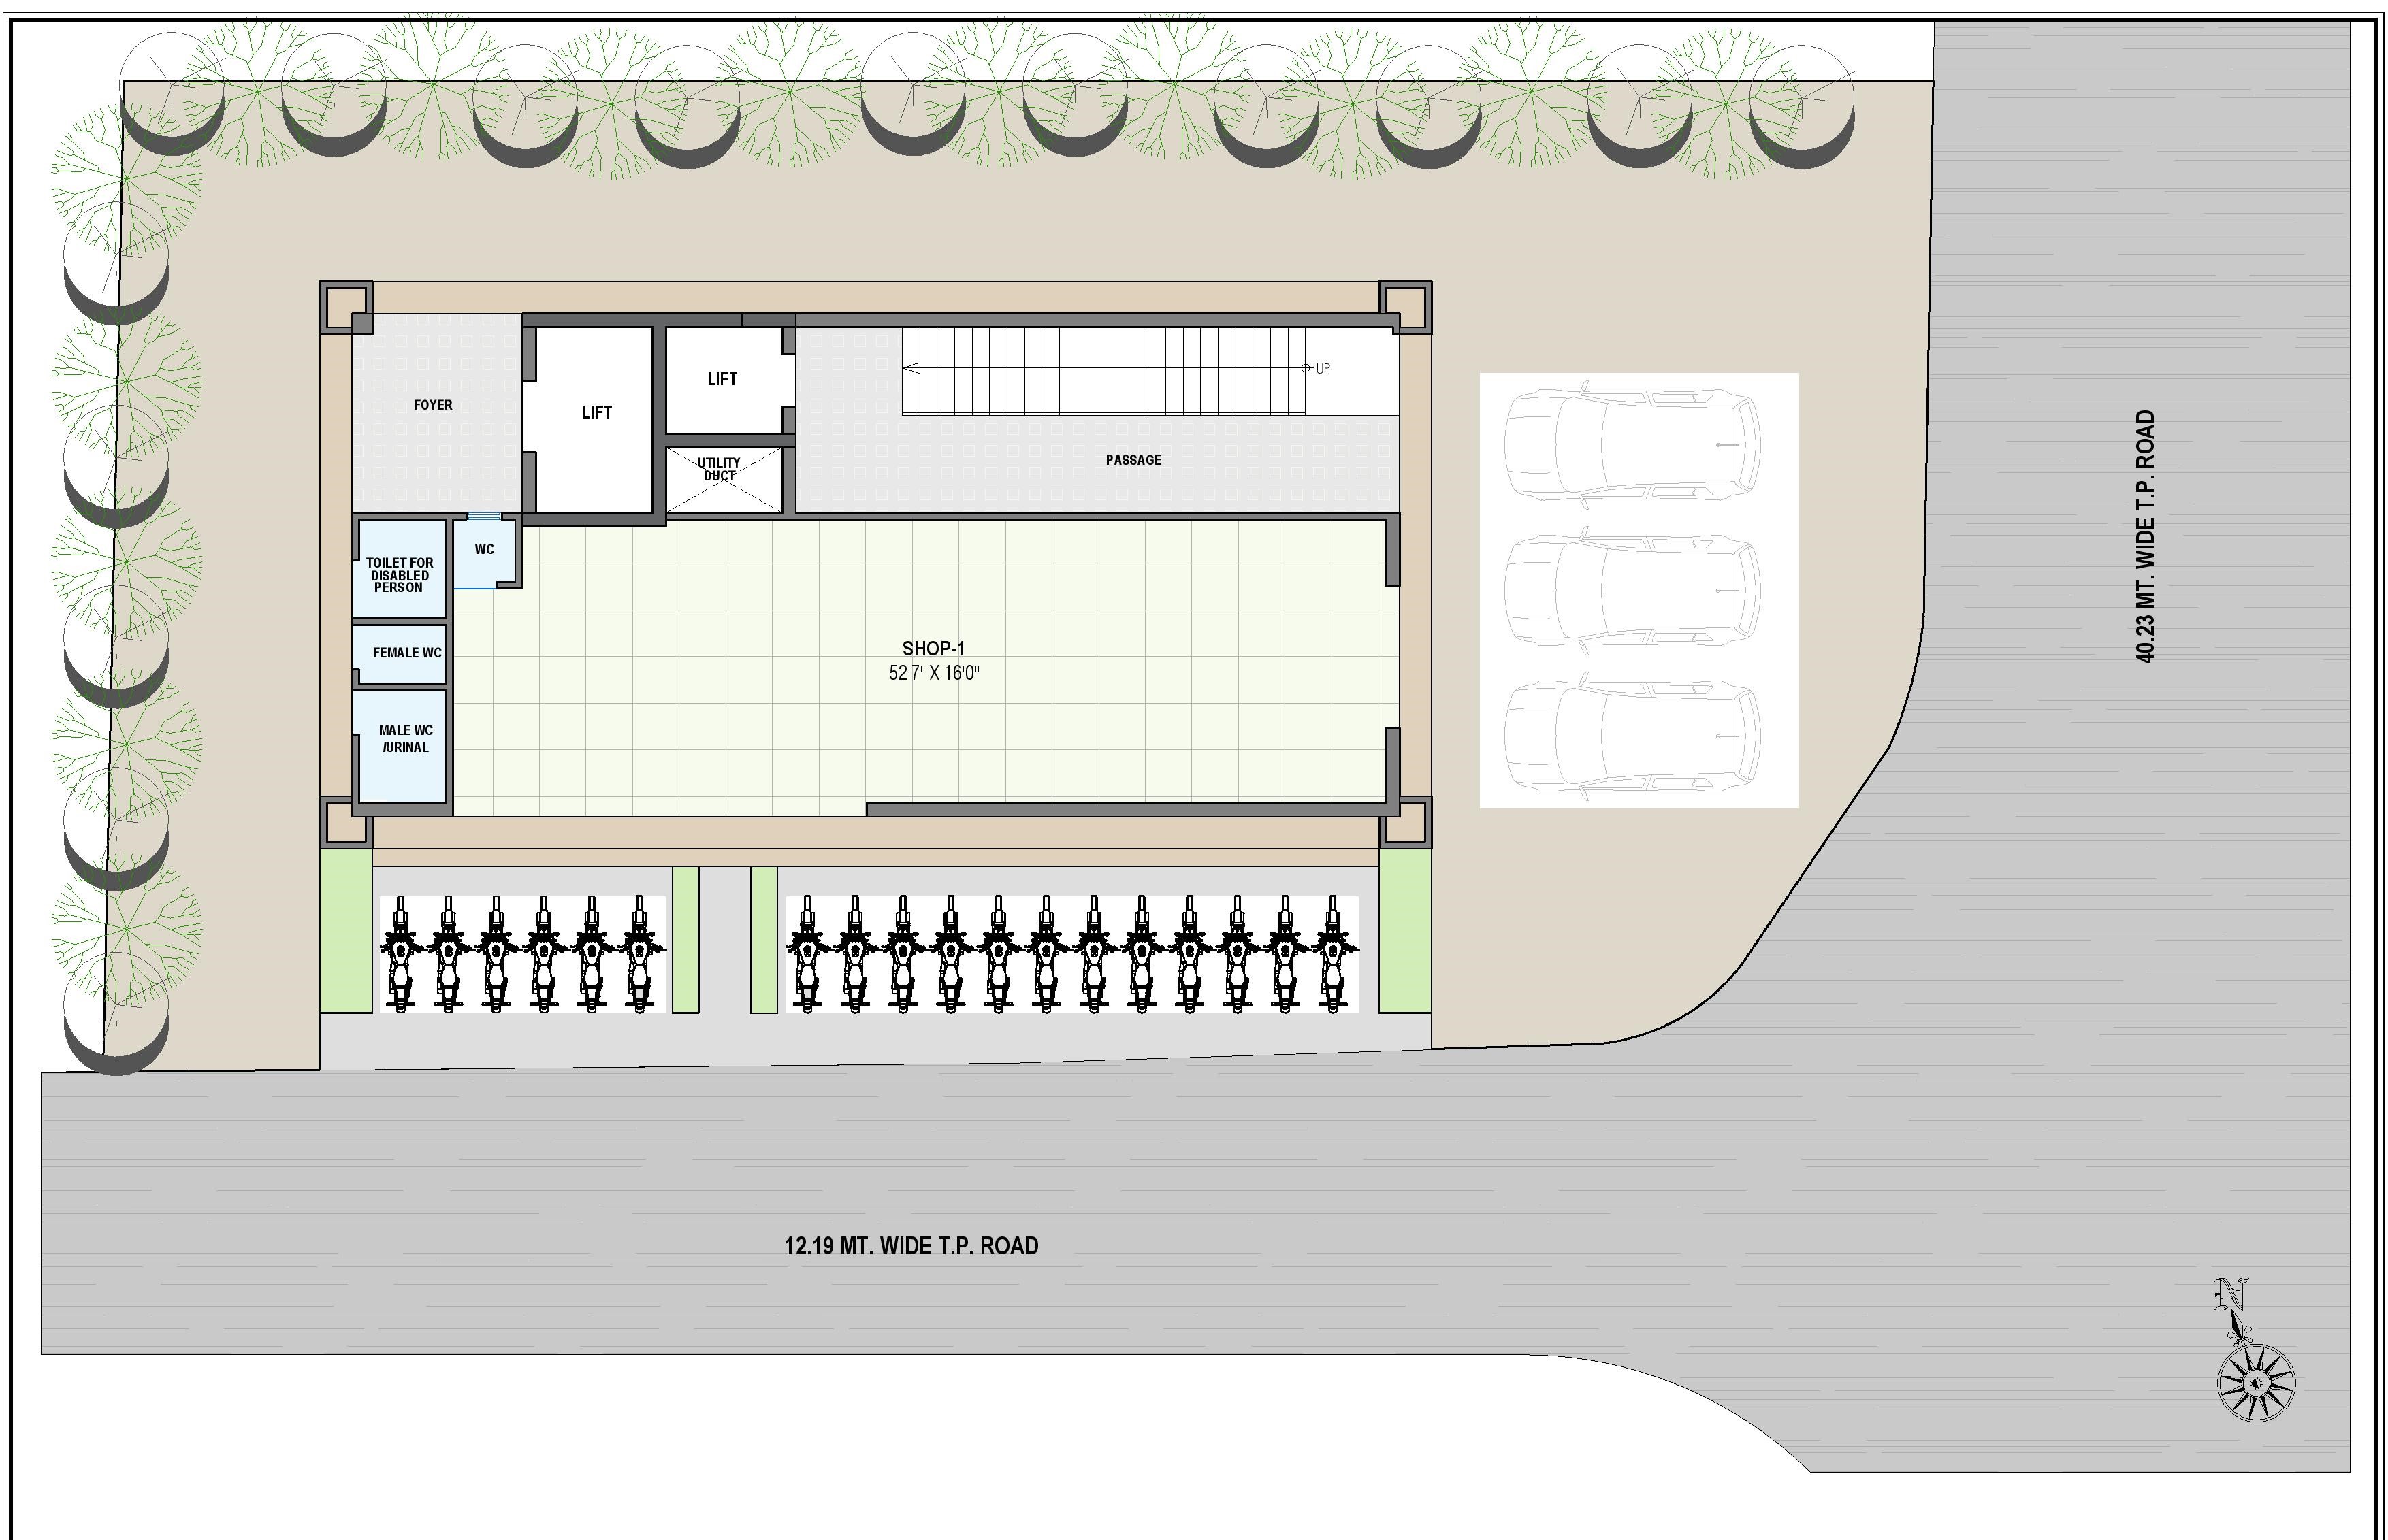 LIFT
UP
FOYER
LIFT
PASSAGE
UTILITY
DUCT
WC
TOILET FOR
DISABLED
PERSON
FEMALE WC
SHOP-1
52'7" X 16'0"
MALE WC
/URINAL
40.23 MT. WIDE T.P. ROAD
12.19 MT. WIDE T.P. ROAD
N